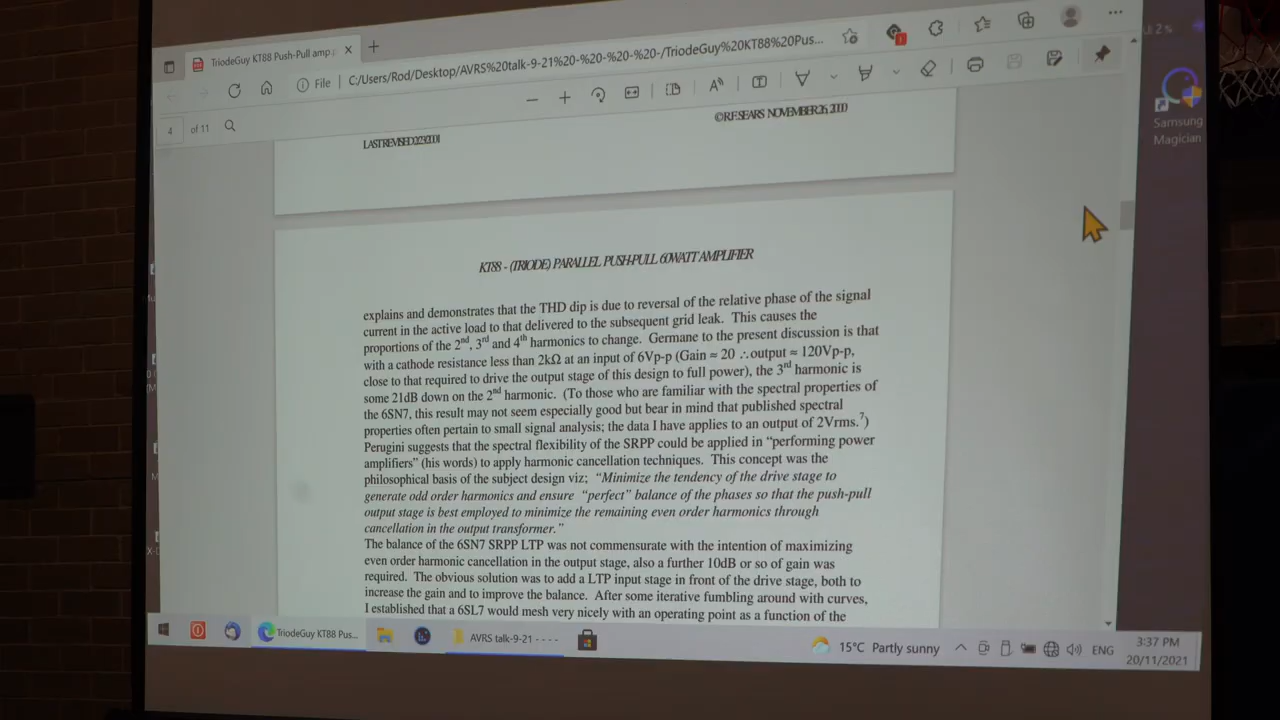 TriodeGuy KT88 Push-Pull amp.p
2%
File
C:/Users/Rod/Desktop/AVRS%20talk-9-21%20-%20-%20-%20-/TriodeGuy%20KT88%20Pus...
4 of 11
Samsung
Magician
©R.F.SEARS NOVEMBER 26, 2000
LAST REVISED
KT88 - (TRIODE) PARALLEL PUSH-PULL 60WATT AMPLIFIER
explains and demonstrates that the THD dip is due to reversal of the relative phase of the signal
current in the active load to that delivered to the subsequent grid leak. This causes the
proportions of the 2nd, 3rd and 4th harmonics to change. Germane to the present discussion is that
with a cathode resistance less than 2kΩ at an input of 6Vp-p (Gain ≈ 20 ∴output ≈ 120Vp-p,
close to that required to drive the output stage of this design to full power), the 3rd harmonic is
some 21dB down on the 2nd harmonic. (To those who are familiar with the spectral properties of
the 6SN7, this result may not seem especially good but bear in mind that published spectral
properties often pertain to small signal analysis; the data I have applies to an output of 2Vrms.7)
Perugini suggests that the spectral flexibility of the SRPP could be applied in “performing power
amplifiers” (his words) to apply harmonic cancellation techniques. This concept was the
philosophical basis of the subject design viz; “Minimize the tendency of the drive stage to
generate odd order harmonics and ensure “perfect” balance of the phases so that the push-pull
output stage is best employed to minimize the remaining even order harmonics through
cancellation in the output transformer.”
The balance of the 6SN7 SRPP LTP was not commensurate with the intention of maximizing
even order harmonic cancellation in the output stage, also a further 10dB or so of gain was
required. The obvious solution was to add a LTP input stage in front of the drive stage, both to
increase the gain and to improve the balance. After some iterative fumbling around with curves,
I established that a 6SL7 would mesh very nicely with an operating point as a function of the
TriodeGuy KT88 Pus...
AVRS talk-9-21 - - - -
15°C Partly sunny
ENG
3:37 PM
20/11/2021